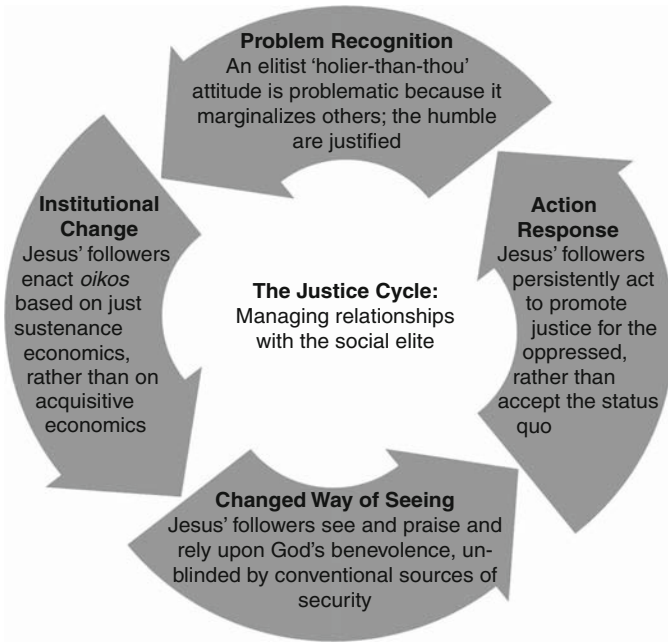 Problem Recognition
An elitist ‘holier-than-thou’
attitude is problematic because it
marginalizes others; the humble
are justified
Institutional
Change
Jesus’ followers
enact oikos
based on just
sustenance
economics,
rather than on
acquisitive
economics
The Justice Cycle:
Managing relationships
with the social elite
Action
Response
Jesus’ followers
persistently act
to promote
justice for the
oppressed,
rather than
accept the status
quo
Changed Way of Seeing
Jesus’ followers see and praise and
rely upon God’s benevolence, un-
blinded by conventional sources of
security